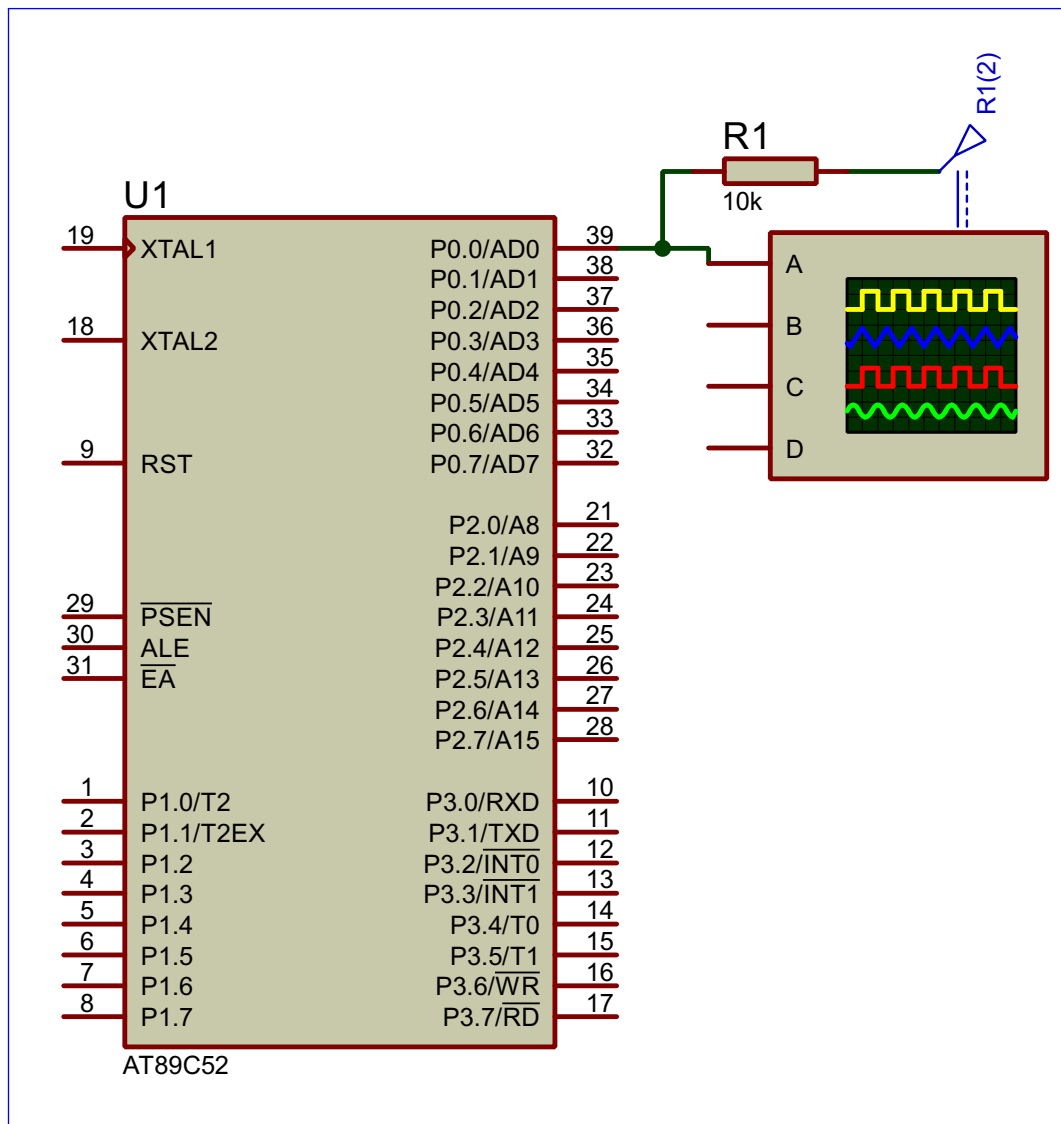 R1(2)
R1
10k
U1
19 XTAL1
18 XTAL2
9 RST
29 PSEN
30 ALE
31 EA
1 P1.0/T2
2 P1.1/T2EX
3 P1.2
4 P1.3
5 P1.4
6 P1.5
7 P1.6
8 P1.7
P0.0/AD0 39
P0.1/AD1 38
P0.2/AD2 37
P0.3/AD3 36
P0.4/AD4 35
P0.5/AD5 34
P0.6/AD6 33
P0.7/AD7 32
P2.0/A8 21
P2.1/A9 22
P2.2/A10 23
P2.3/A11 24
P2.4/A12 25
P2.5/A13 26
P2.6/A14 27
P2.7/A15 28
P3.0/RXD 10
P3.1/TXD 11
P3.2/INT0 12
P3.3/INT1 13
P3.4/T0 14
P3.5/T1 15
P3.6/WR 16
P3.7/RD 17
AT89C52
A
B
C
D